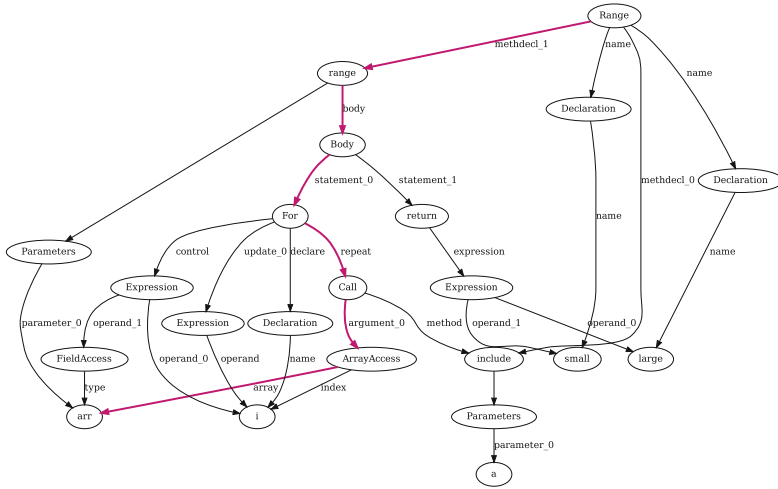 Range
methdecl_1
name
range
name
body
Declaration
Body
statement_0
statement_1
methdecl_0
Declaration
For
return
name
Parameters
control
update_0
declare
repeat
expression
name
Expression
Call
Expression
parameter_0
operand_1
Expression
Declaration
argument_0
method
operand_1
operand_0
FieldAccess
operand_0
operand
name
ArrayAccess
include
small
large
type
array
index
arr
i
Parameters
parameter_0
a